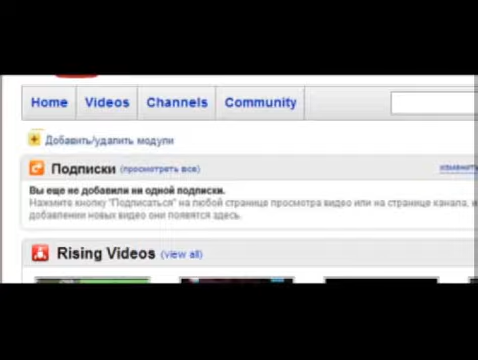 Home Videos Channels Community
Добавить/удалить модули
Подписки (просмотреть все) изменить
Вы еще не добавили ни одной подписки.
Нажмите кнопку "Подписаться" на любой странице просмотра видео или на странице канала, и
добавлении новых видео они появятся здесь.
Rising Videos (view all)